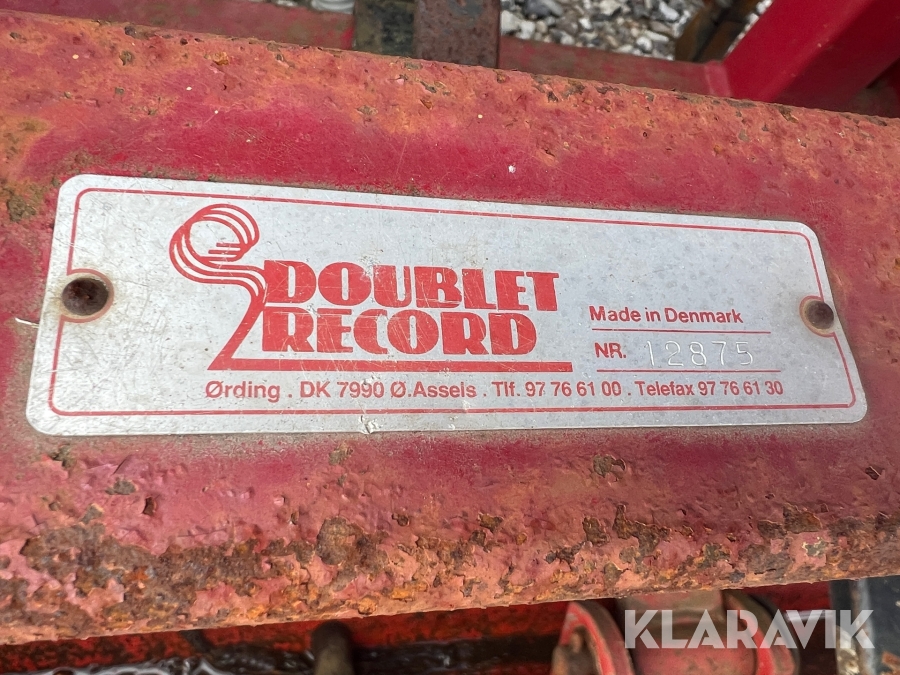 DOUBLET
RECORD
Made in Denmark
NR. 12875
Ørding . DK 7990 Ø.Assels . Tlf. 97 76 61 00 . Telefax 97 76 61 30
KLARAVIK